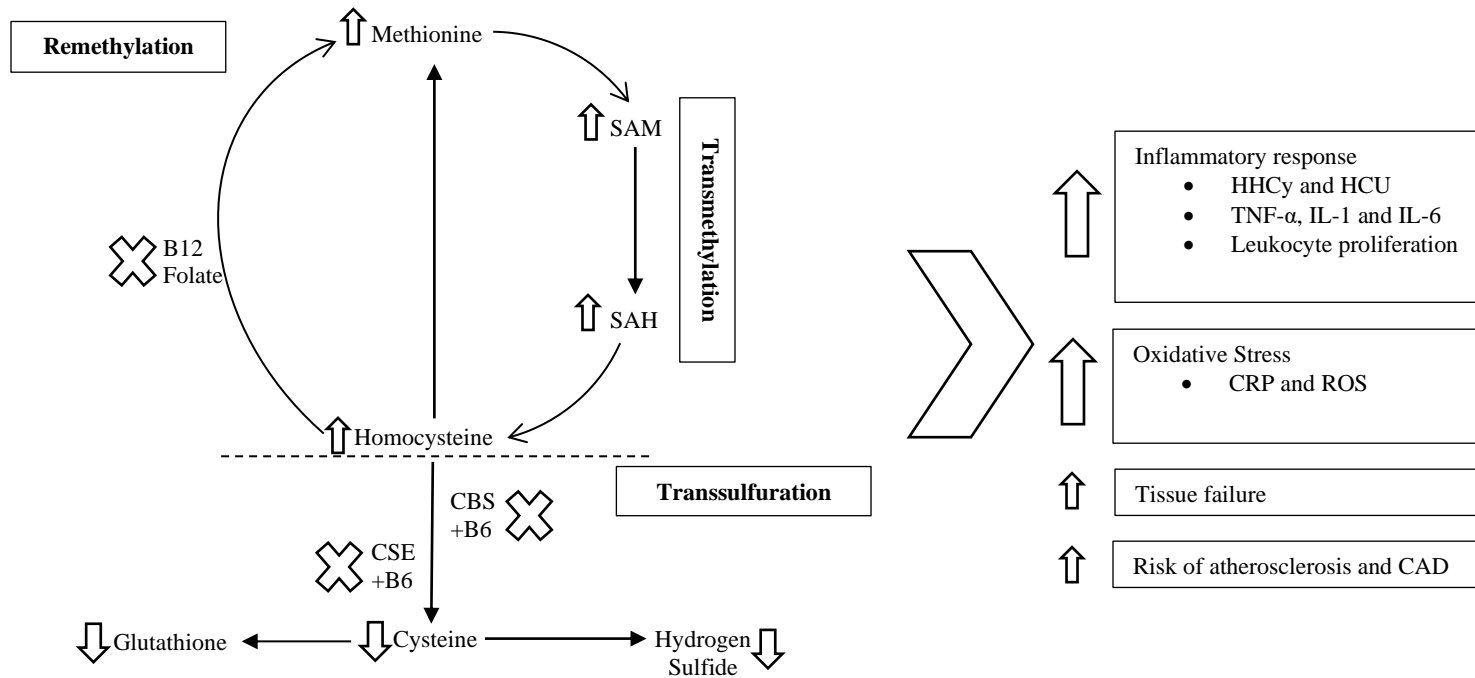 Remethylation
Methionine
SAM
Transmethylation
SAH
B12
Folate
Homocysteine
Transsulfuration
CBS
+B6
CSE
+B6
Glutathione
Cysteine
Hydrogen
Sulfide
Inflammatory response
• HHCy and HCU
• TNF-α, IL-1 and IL-6
• Leukocyte proliferation
Oxidative Stress
• CRP and ROS
Tissue failure
Risk of atherosclerosis and CAD